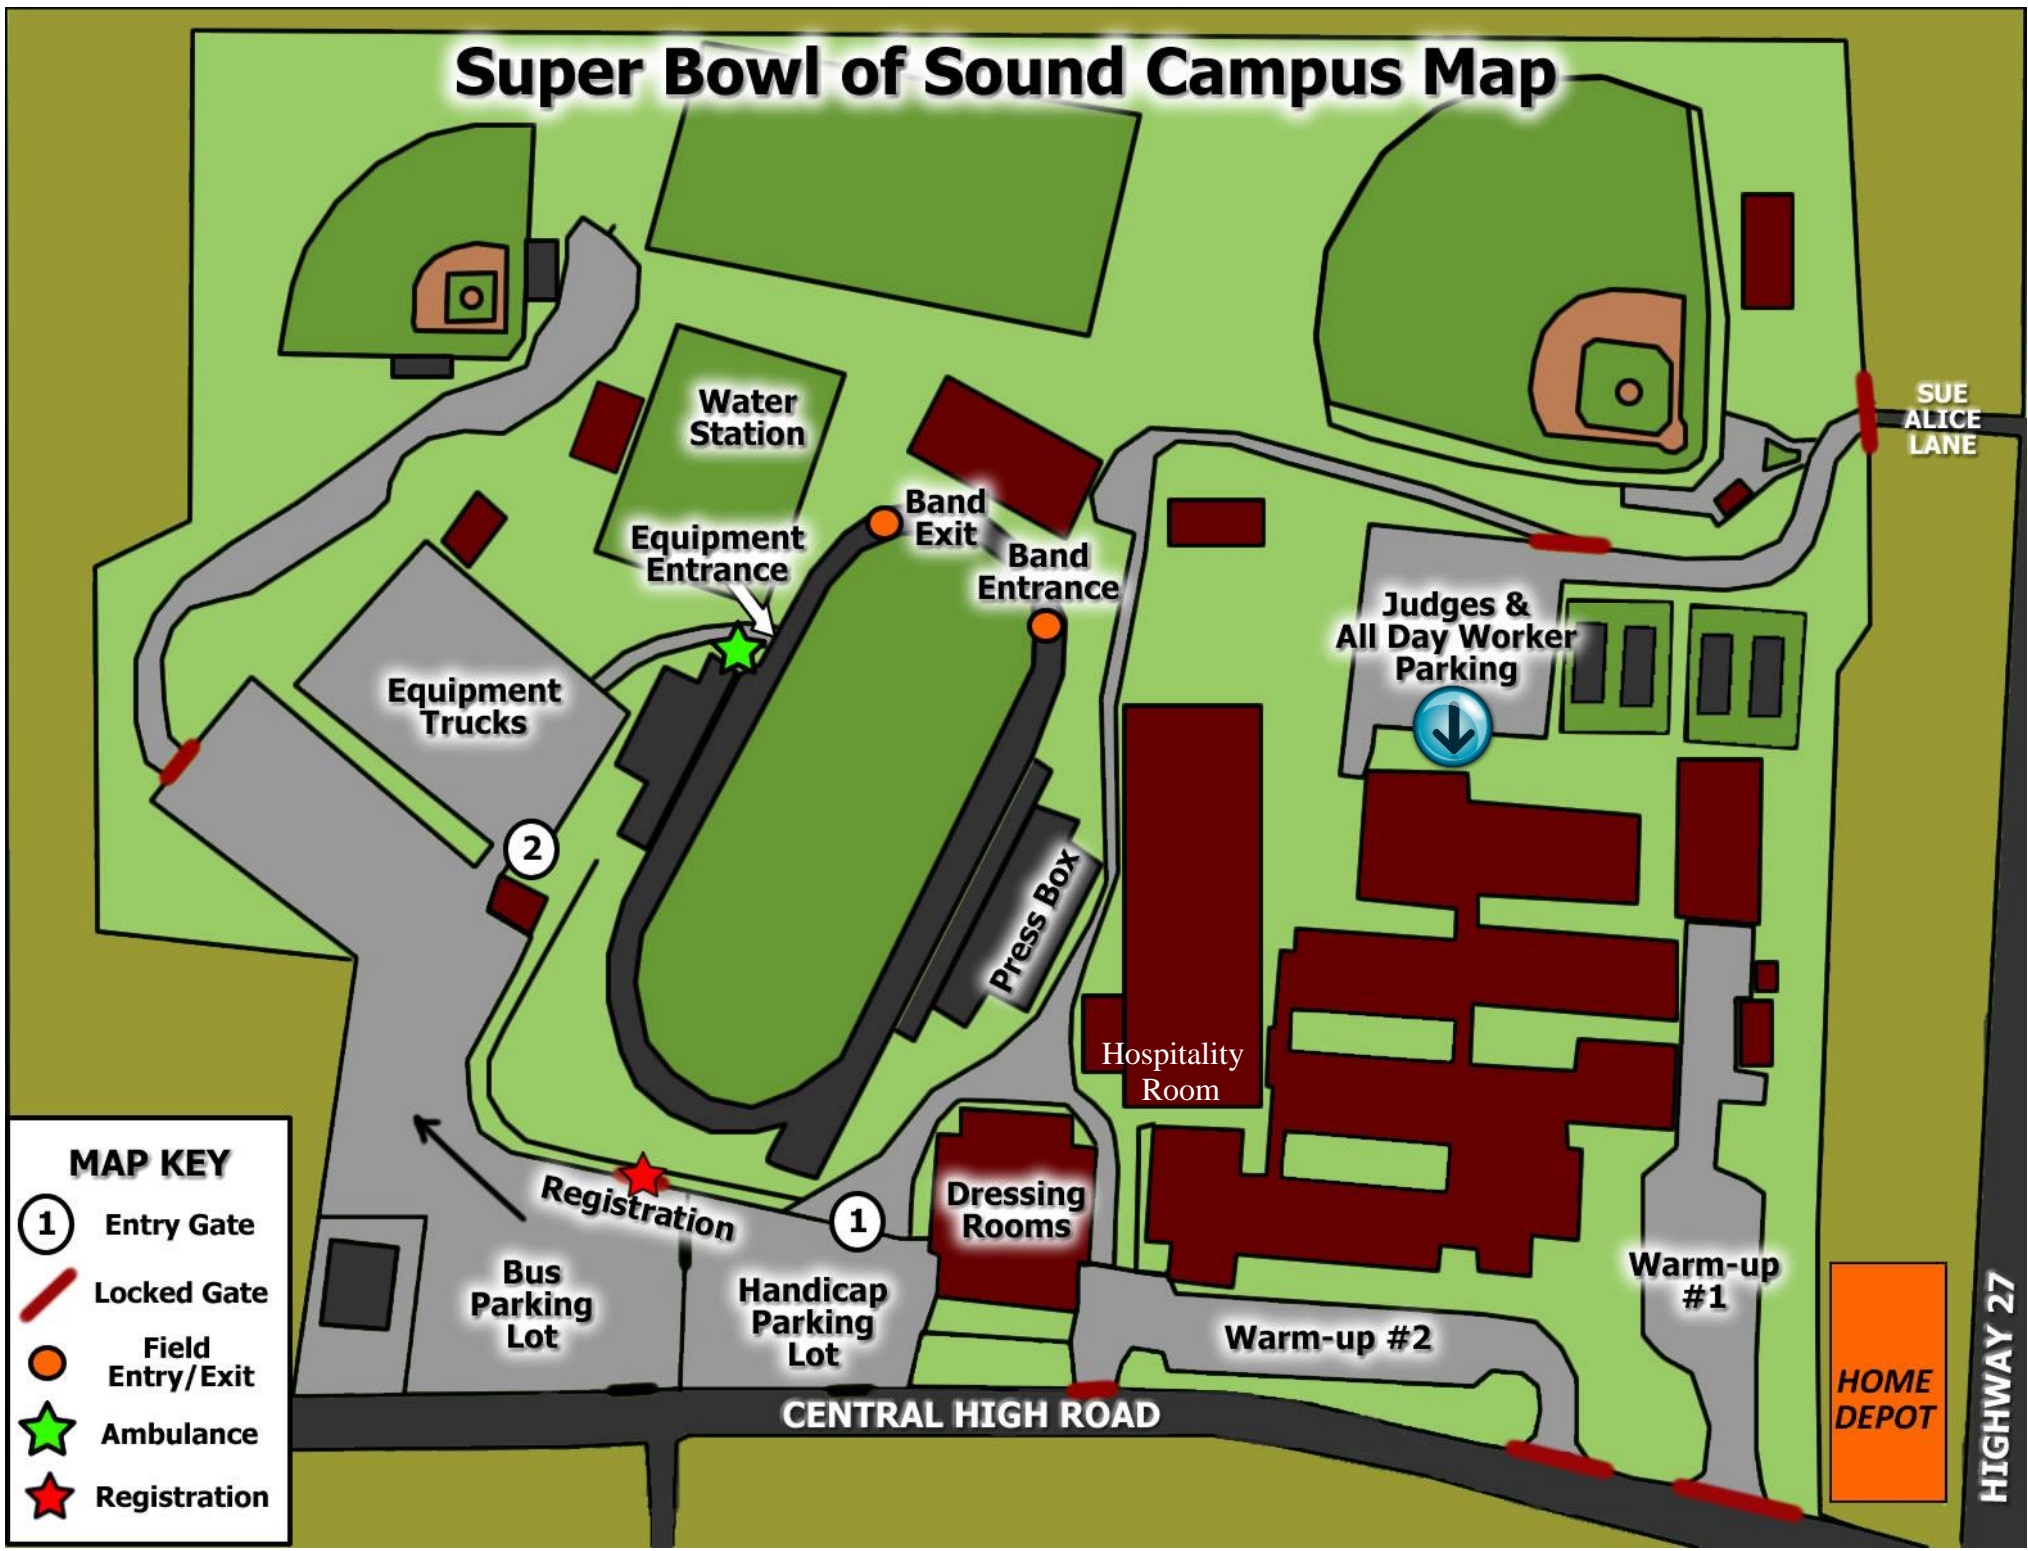 Super Bowl of Sound Campus Map
SUE
ALICE
LANE
Water
Station
Band
Exit
Equipment
Entrance
Band
Entrance
Judges &
All Day Worker
Parking
Equipment
Trucks
2
Press Box
Hospitality
Room
Registration
1
Dressing
Rooms
Bus
Parking
Lot
Handicap
Parking
Lot
Warm-up #2
Warm-up
#1
HOME
DEPOT
HIGHWAY 27
CENTRAL HIGH ROAD
MAP KEY
1 Entry Gate
Locked Gate
Field
Entry/Exit
Ambulance
Registration